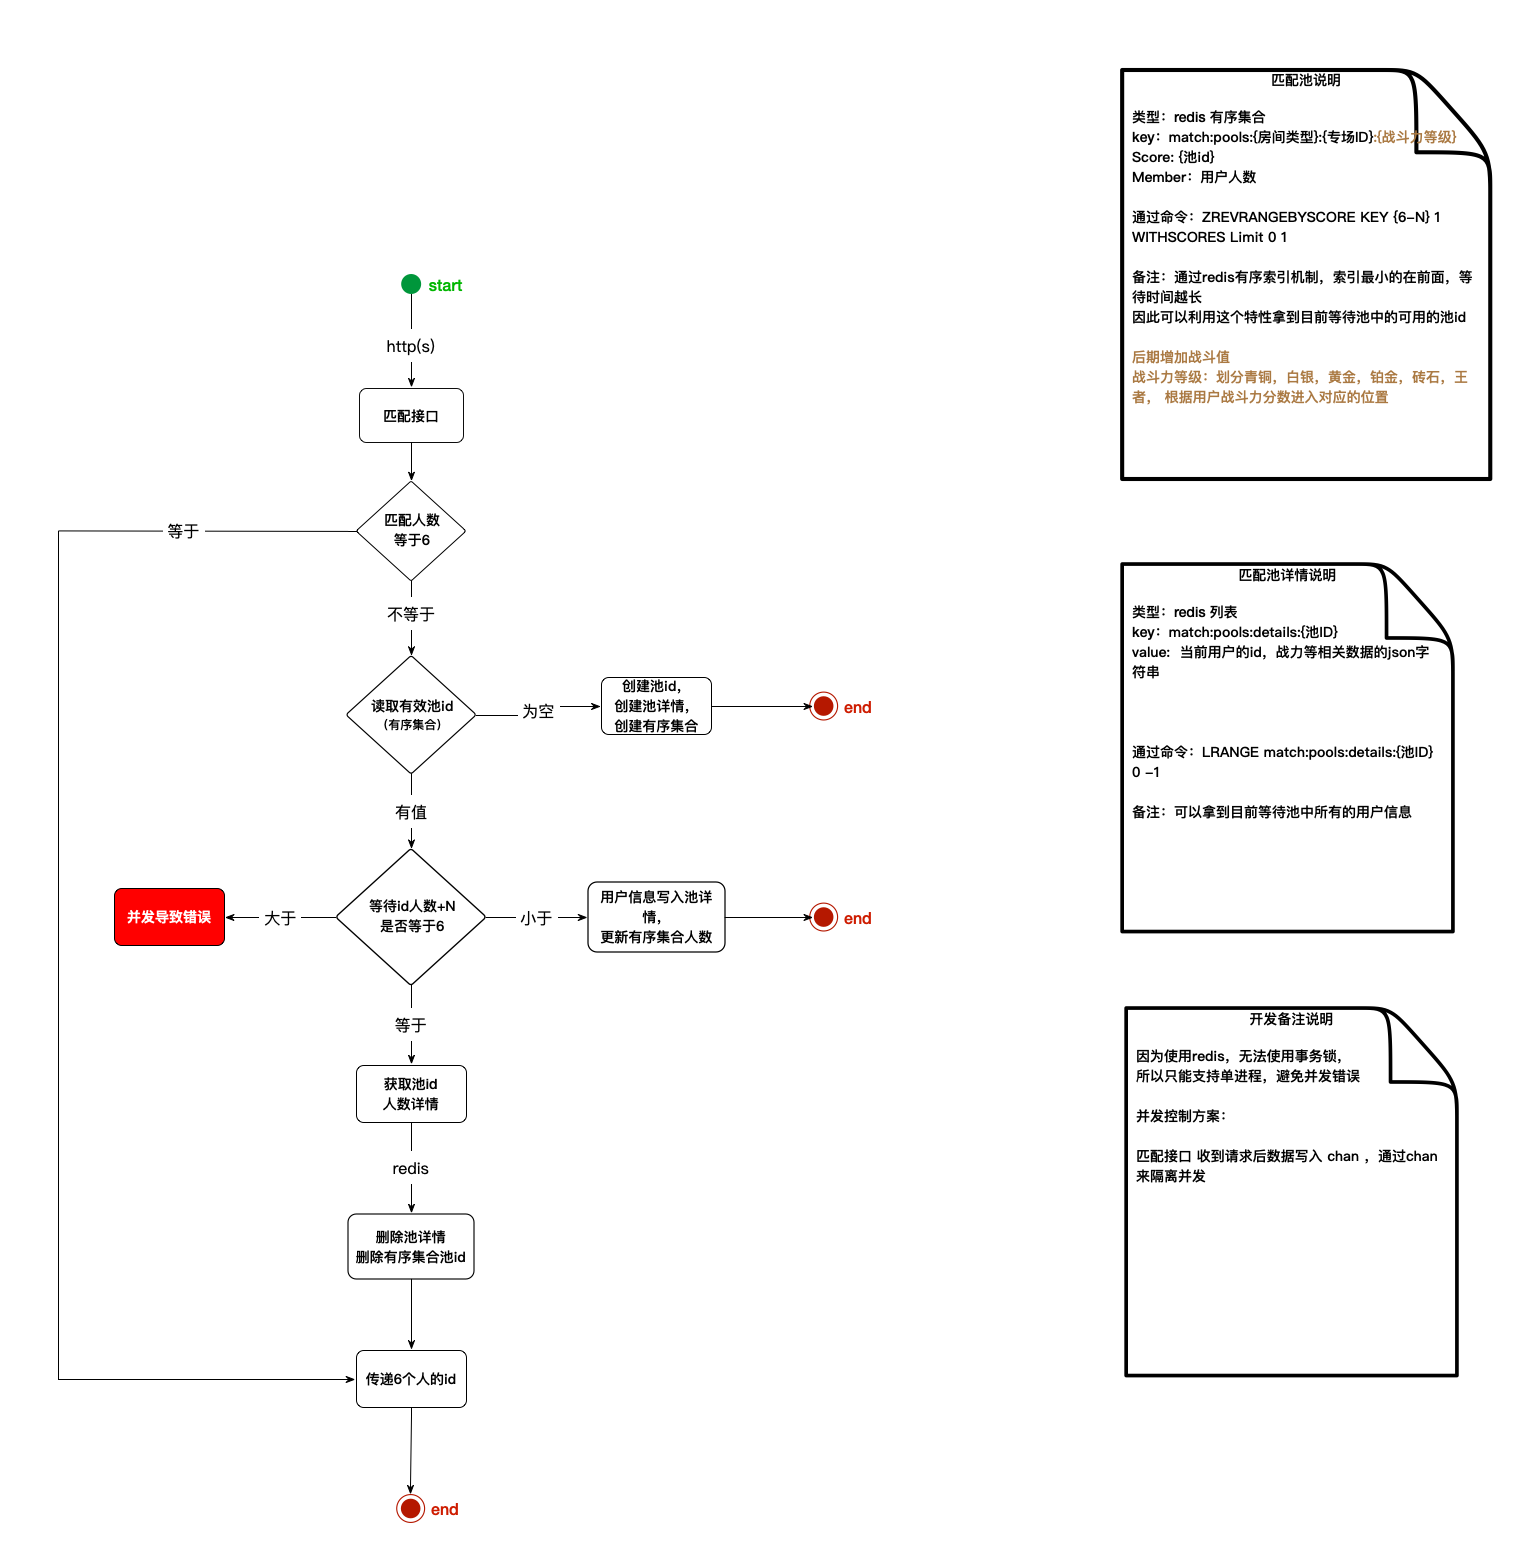 start
http(s)
匹配接口
匹配人数
等于6
等于
不等于
读取有效池id
(有序集合)
为空
创建池id，
创建池详情，
创建有序集合
end
有值
等待id人数+N
是否等于6
大于
并发导致错误
小于
用户信息写入池详
情，
更新有序集合人数
end
等于
获取池id
人数详情
redis
删除池详情
删除有序集合池id
传递6个人的id
end
匹配池说明
类型：redis 有序集合
key：match:pools:{房间类型}:{专场ID}:{战斗力等级}
Score: {池id}
Member：用户人数
通过命令：ZREVRANGEBYSCORE KEY {6-N} 1
WITHSCORES Limit 0 1
备注：通过redis有序索引机制，索引最小的在前面，等
待时间越长
因此可以利用这个特性拿到目前等待池中的可用的池id
后期增加战斗值
战斗力等级：划分青铜，白银，黄金，铂金，砖石，王
者， 根据用户战斗力分数进入对应的位置
匹配池详情说明
类型：redis 列表
key：match:pools:details:{池ID}
value: 当前用户的id，战力等相关数据的json字
符串
通过命令：LRANGE match:pools:details:{池ID}
0 -1
备注：可以拿到目前等待池中所有的用户信息
开发备注说明
因为使用redis，无法使用事务锁，
所以只能支持单进程，避免并发错误
并发控制方案：
匹配接口 收到请求后数据写入 chan ，通过chan
来隔离并发